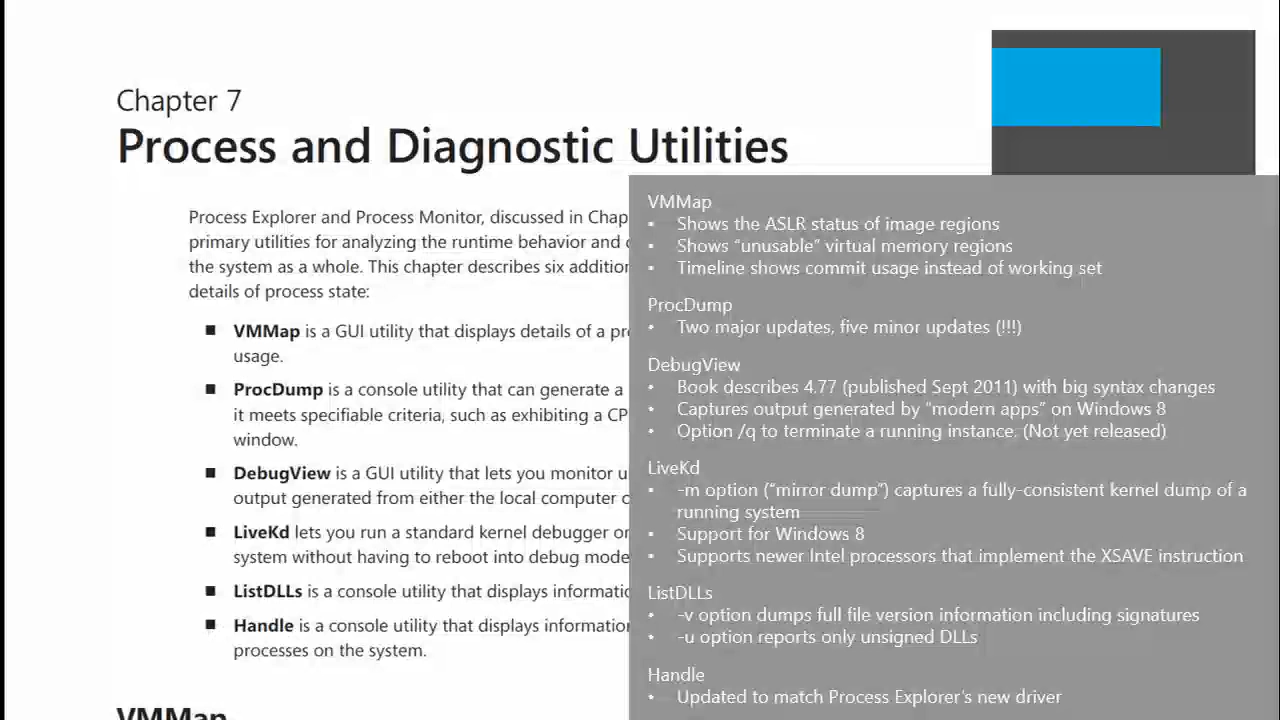 Chapter 7
Process and Diagnostic Utilities
Process Explorer and Process Monitor, discussed in Chap
primary utilities for analyzing the runtime behavior and
the system as a whole. This chapter describes six addition
details of process state:
■ VMMap is a GUI utility that displays details of a pro
usage.
■ ProcDump is a console utility that can generate a
it meets specifiable criteria, such as exhibiting a CP
window.
■ DebugView is a GUI utility that lets you monitor u
output generated from either the local computer o
■ LiveKd lets you run a standard kernel debugger on
system without having to reboot into debug mode
■ ListDLLs is a console utility that displays informatio
■ Handle is a console utility that displays information
processes on the system.
VMMap
VMMap
• Shows the ASLR status of image regions
• Shows “unusable” virtual memory regions
• Timeline shows commit usage instead of working set
ProcDump
• Two major updates, five minor updates (!!!)
DebugView
• Book describes 4.77 (published Sept 2011) with big syntax changes
• Captures output generated by “modern apps” on Windows 8
• Option /q to terminate a running instance. (Not yet released)
LiveKd
• -m option (“mirror dump”) captures a fully-consistent kernel dump of a
running system
• Support for Windows 8
• Supports newer Intel processors that implement the XSAVE instruction
ListDLLs
• -v option dumps full file version information including signatures
• -u option reports only unsigned DLLs
Handle
• Updated to match Process Explorer’s new driver